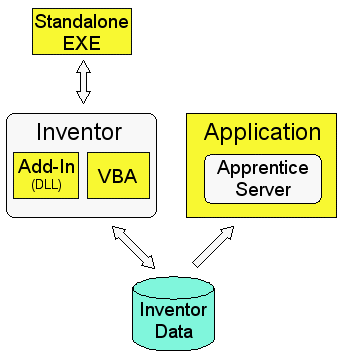 Standalone
EXE
Inventor
Add-In
(DLL)
VBA
Application
Apprentice
Server
Inventor
Data